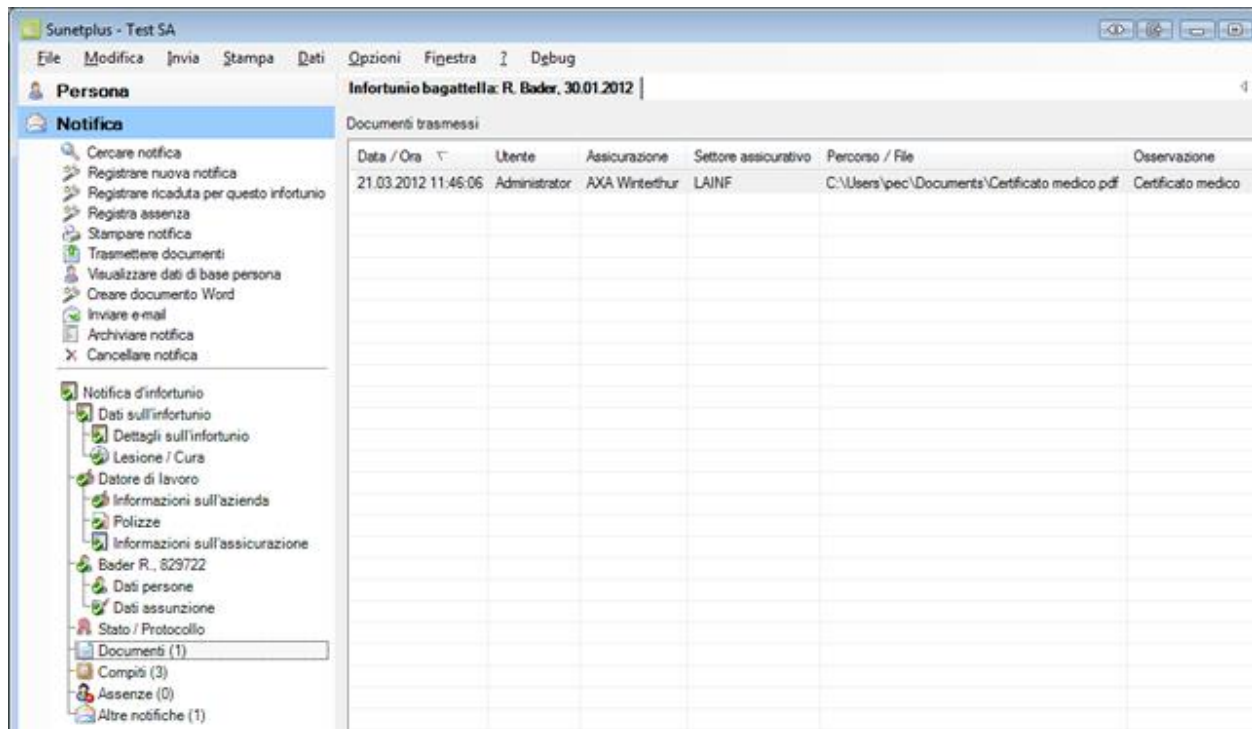 Sunetplus - Test SA
File Modifica Invia Stampa Dati Opzioni Finestra ? Debug
Persona
Infortunio bagattella: R. Bader, 30.01.2012
Notifica
Documenti trasmessi
Cercare notifica
Registrare nuova notifica
Registrare ricaduta per questo infortunio
Registra assenza
Stampare notifica
Trasmettere documenti
Visualizzare dati di base persona
Creare documento Word
Inviare e-mail
Archiviare notifica
Cancellare notifica
Notifica d'infortunio
Dati sull'infortunio
Dettagli sull'infortunio
Lesione / Cura
Datore di lavoro
Informazioni sull'azienda
Polizze
Informazioni sull'assicurazione
Bader R., 829722
Dati persone
Dati assunzione
Stato / Protocollo
Documenti (1)
Compiti (3)
Assenze (0)
Altre notifiche (1)
Data / Ora Utente Assicurazione Settore assicurativo Percorso / File Osservazione
21.03.2012 11:46:06 Administrator AXA Winterthur LAINF C:\Users\pec\Documents\Certificato medico.pdf Certificato medico